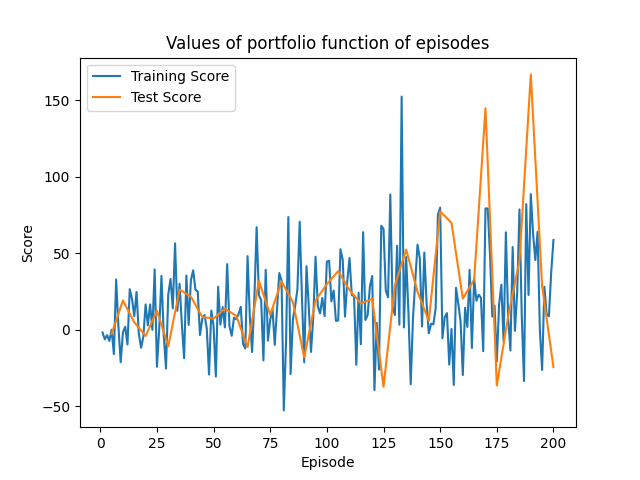 Values of portfolio function of episodes
Training Score
Test Score
150
100
50
0
−50
Score
0 25 50 75 100 125 150 175 200
Episode